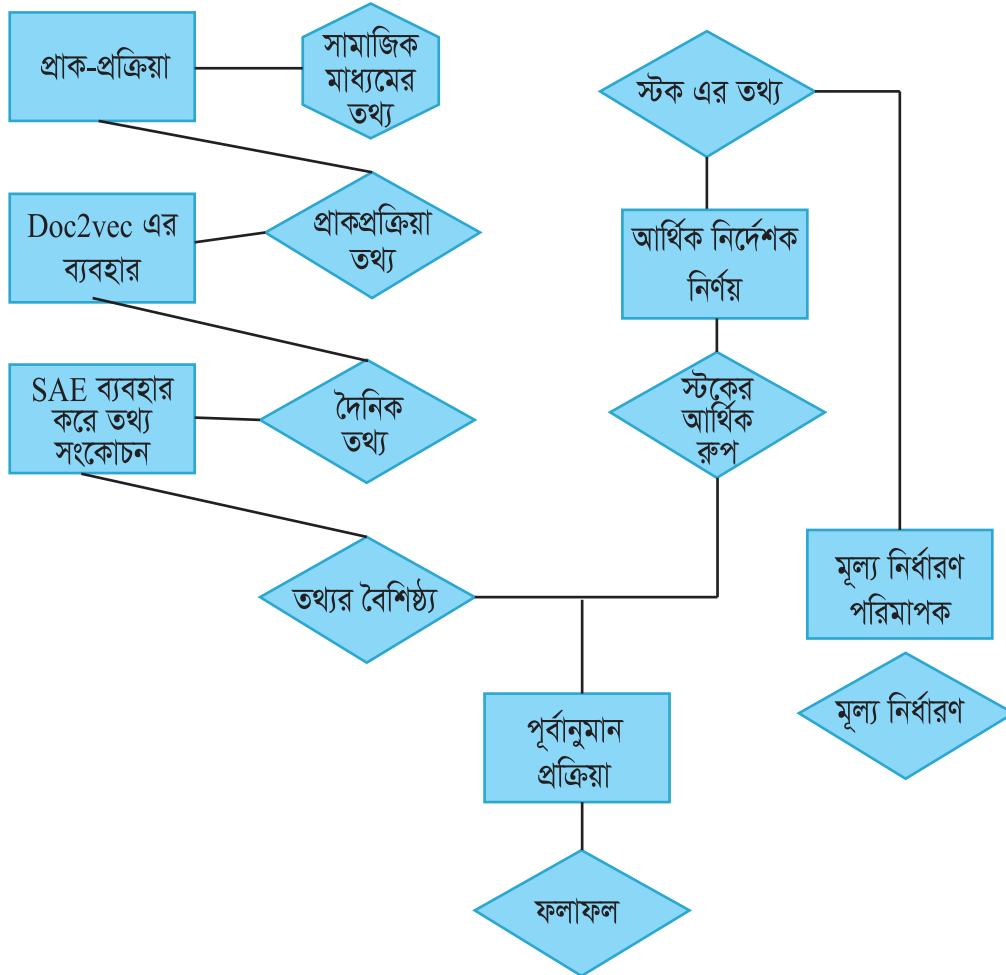 প্রাক-প্রক্রিয়া
সামাজিক
মাধ্যমের
তথ্য
স্টক এর তথ্য
Doc2vec এর
ব্যবহার
প্রাকপ্রক্রিয়া
তথ্য
আর্থিক নির্দেশক
নির্ণয়
SAE ব্যবহার
করে তথ্য
সংকোচন
দৈনিক
তথ্য
স্টকের
আর্থিক
রুপ
তথ্যর বৈশিষ্ঠ্য
মূল্য নির্ধারণ
পরিমাপক
মূল্য নির্ধারণ
পূর্বানুমান
প্রক্রিয়া
ফলাফল